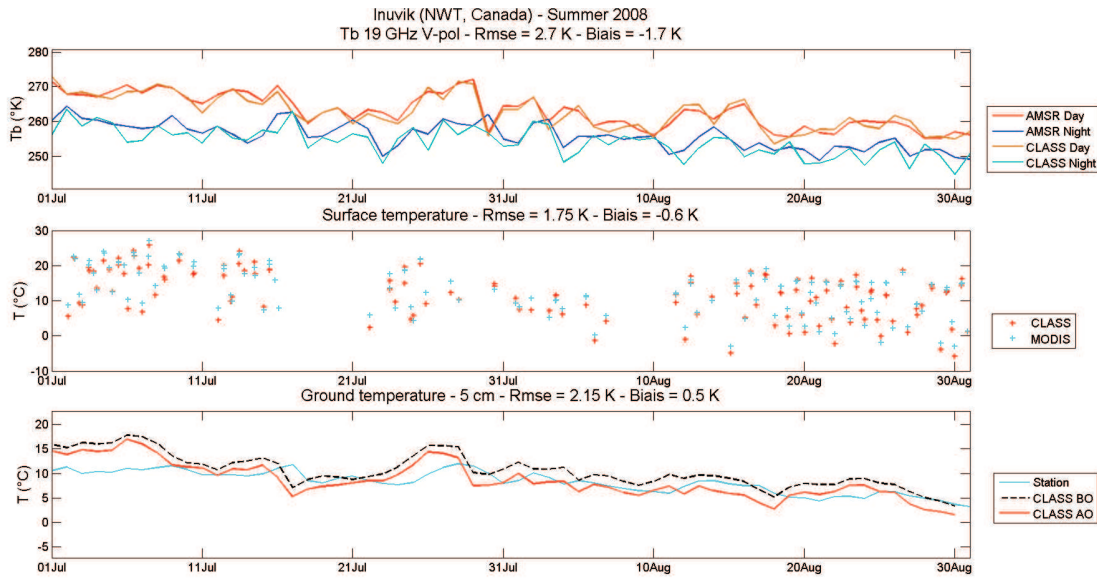 Inuvik (NWT, Canada) - Summer 2008
Tb 19 GHz V-pol - Rmse = 2.7 K - Biais = -1.7 K
280
270
260
250
Tb (°K)
01Jul 11Jul 21Jul 31Jul 10Aug 20Aug 30Aug
AMSR Day
AMSR Night
CLASS Day
CLASS Night
Surface temperature - Rmse = 1.75 K - Biais = -0.6 K
30
20
10
0
-10
T (°C)
01Jul 11Jul 21Jul 31Jul 10Aug 20Aug 30Aug
CLASS
MODIS
Ground temperature - 5 cm - Rmse = 2.15 K - Biais = 0.5 K
20
15
10
5
0
-5
T (°C)
01Jul 11Jul 21Jul 31Jul 10Aug 20Aug 30Aug
Station
CLASS BO
CLASS AO